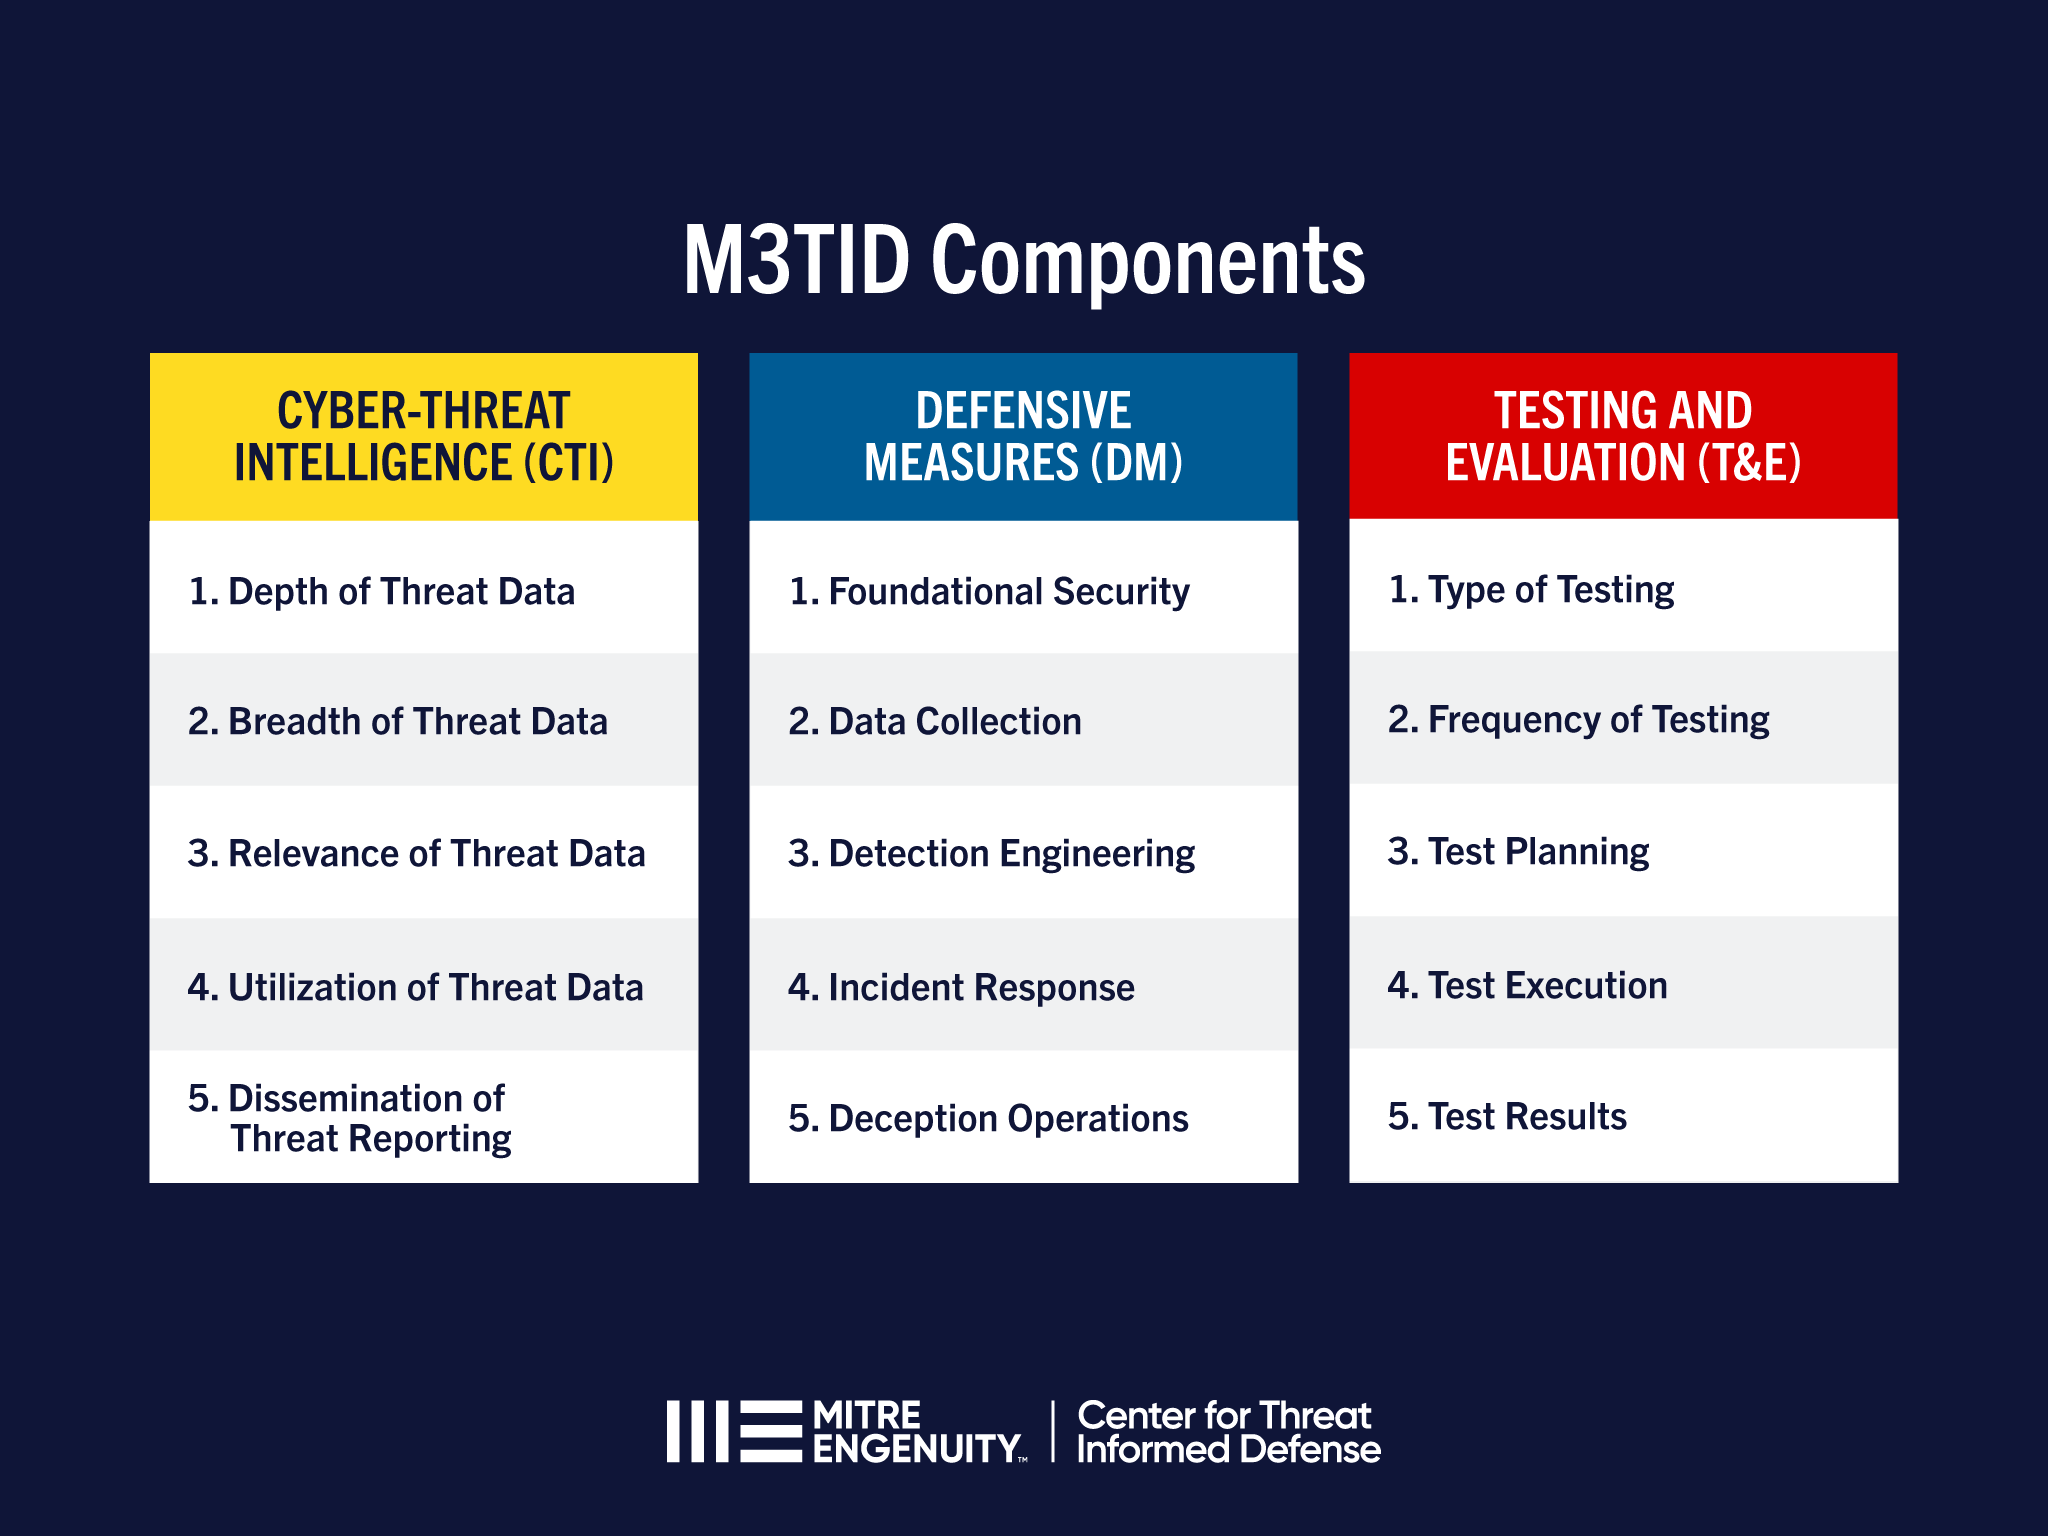 M3TID Components
CYBER-THREAT
INTELLIGENCE (CTI)
1. Depth of Threat Data
2. Breadth of Threat Data
3. Relevance of Threat Data
4. Utilization of Threat Data
5. Dissemination of
Threat Reporting
DEFENSIVE
MEASURES (DM)
1. Foundational Security
2. Data Collection
3. Detection Engineering
4. Incident Response
5. Deception Operations
TESTING AND
EVALUATION (T&E)
1. Type of Testing
2. Frequency of Testing
3. Test Planning
4. Test Execution
5. Test Results
MITRE
ENGENUITY™
Center for Threat
Informed Defense